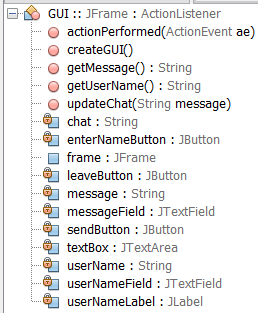 GUI :: JFrame : ActionListener
actionPerformed(ActionEvent ae)
createGUI()
getMessage() : String
getUserName() : String
updateChat(String message)
chat : String
enterNameButton : JButton
frame : JFrame
leaveButton : JButton
message : String
messageField : JTextField
sendButton : JButton
textBox : JTextArea
userName : String
userNameField : JTextField
userNameLabel : JLabel